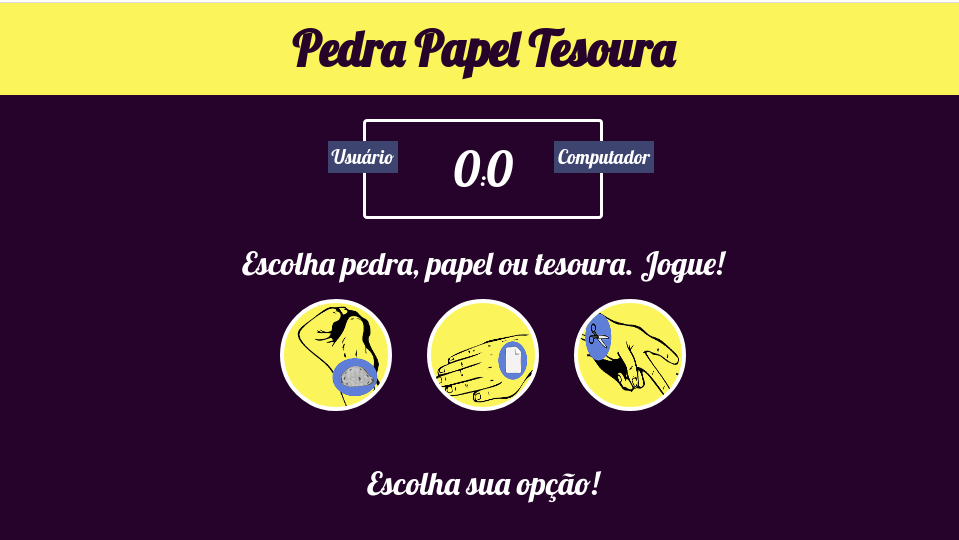 Pedra Papel Tesoura
Usuário
0:0
Computador
Escolha pedra, papel ou tesoura. Jogue!
Escolha sua opção!